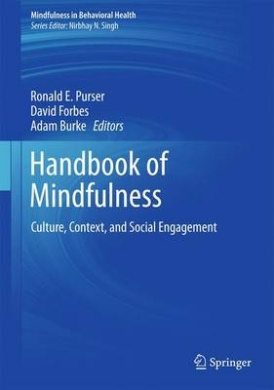 Mindfulness in Behavioral Health
Series Editor: Nirbhay N. Singh
Ronald E. Purser
David Forbes
Adam Burke Editors
Handbook of
Mindfulness
Culture, Context, and Social Engagement
Springer